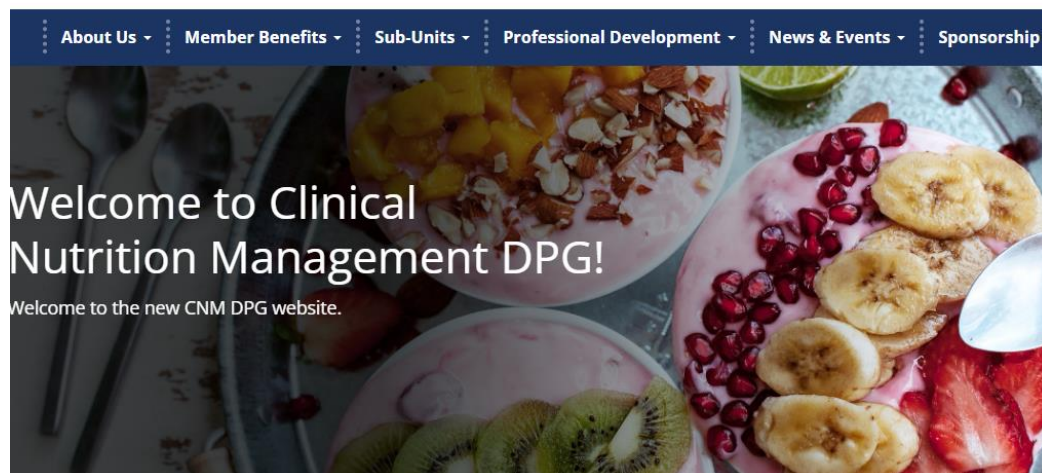 About Us Member Benefits Sub-Units Professional Development News & Events Sponsorship
Welcome to Clinical
Nutrition Management DPG!
Welcome to the new CNM DPG website.